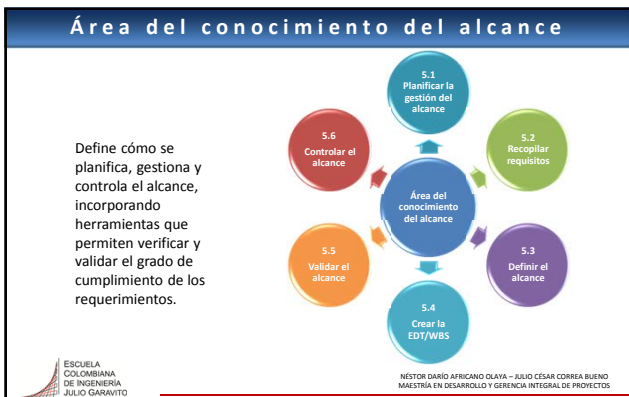 Área del conocimiento del alcance
Define cómo se
planifica, gestiona y
controla el alcance,
incorporando
herramientas que
permiten verificar y
validar el grado de
cumplimiento de los
requerimientos.
5.1
Planificar la
gestión del
alcance
5.2
Recopilar
requisitos
5.3
Definir el
alcance
5.4
Crear la
EDT/WBS
5.5
Validar el
alcance
5.6
Controlar el
alcance
Área del
conocimiento
del alcance
ESCUELA
COLOMBIANA
DE INGENIERÍA
JULIO GARAVITO
NÉSTOR DARÍO AFRICANO OLAYA – JULIO CÉSAR CORREA BUENO
MAESTRÍA EN DESARROLLO Y GERENCIA INTEGRAL DE PROYECTOS